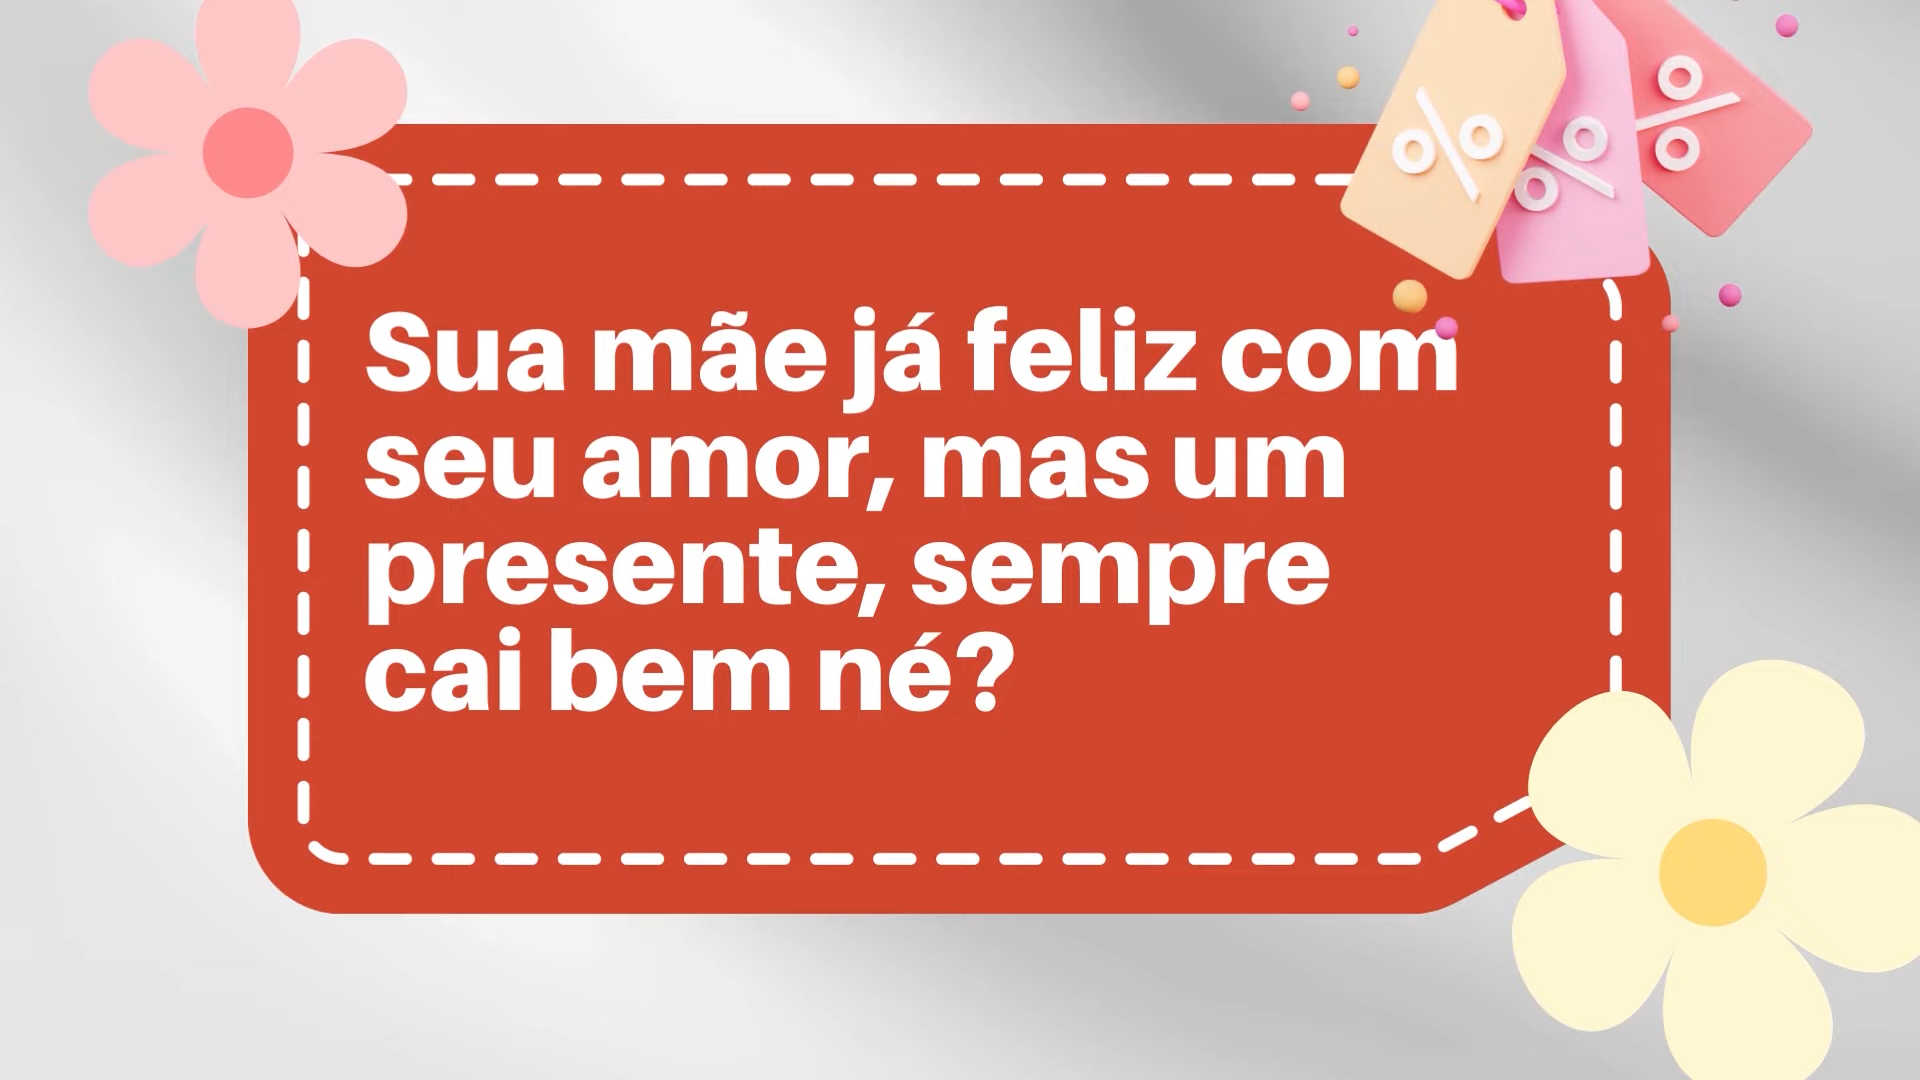 Sua mãe já feliz com
seu amor, mas um
presente, sempre
cai bem né?
%
%
%